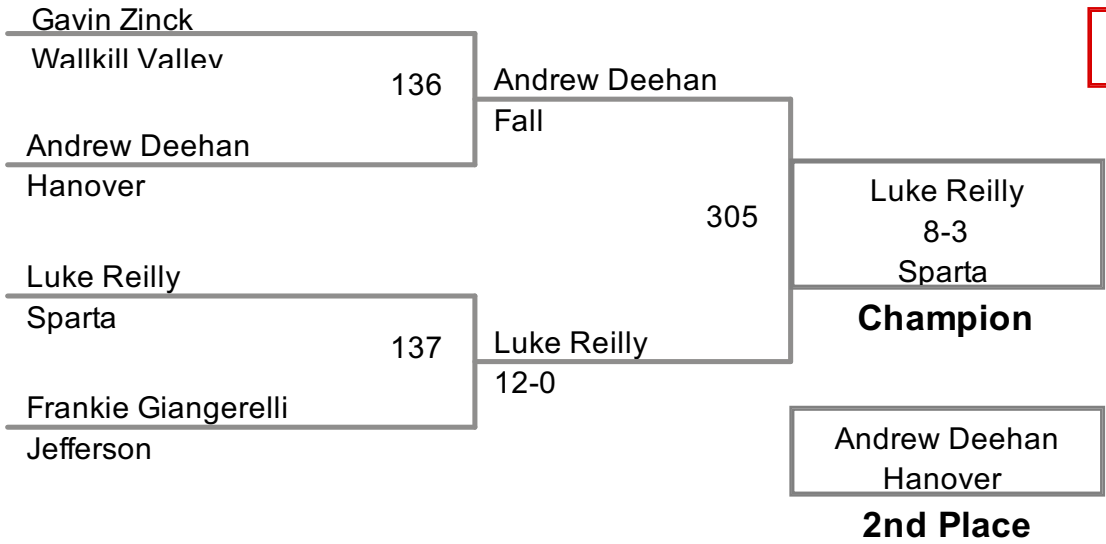 Gavin Zinck
Wallkill Valley
136
Andrew Deehan
Hanover
Andrew Deehan
Fall
Luke Reilly
Sparta
137
Frankie Giangerelli
Jefferson
Luke Reilly
12-0
305
Luke Reilly
8-3
Sparta
Champion
Andrew Deehan
Hanover
2nd Place